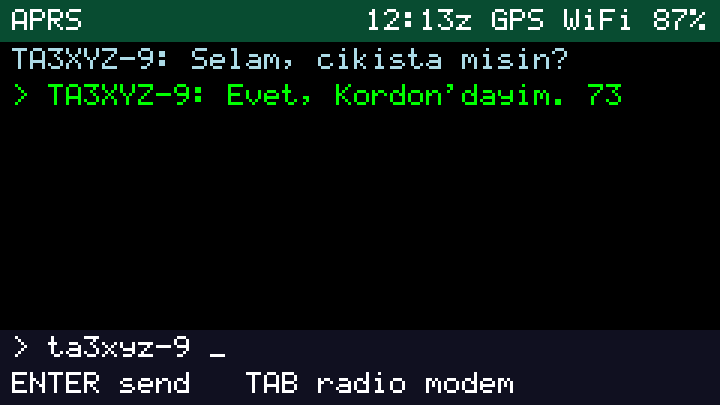 APRS 12:13z GPS WiFi 87%
TA3XYZ-9: Selam, cikista misin?
> TA3XYZ-9: Evet, Kordon'dayim. 73
> ta3xyz-9 _
ENTER send TAB radio modem